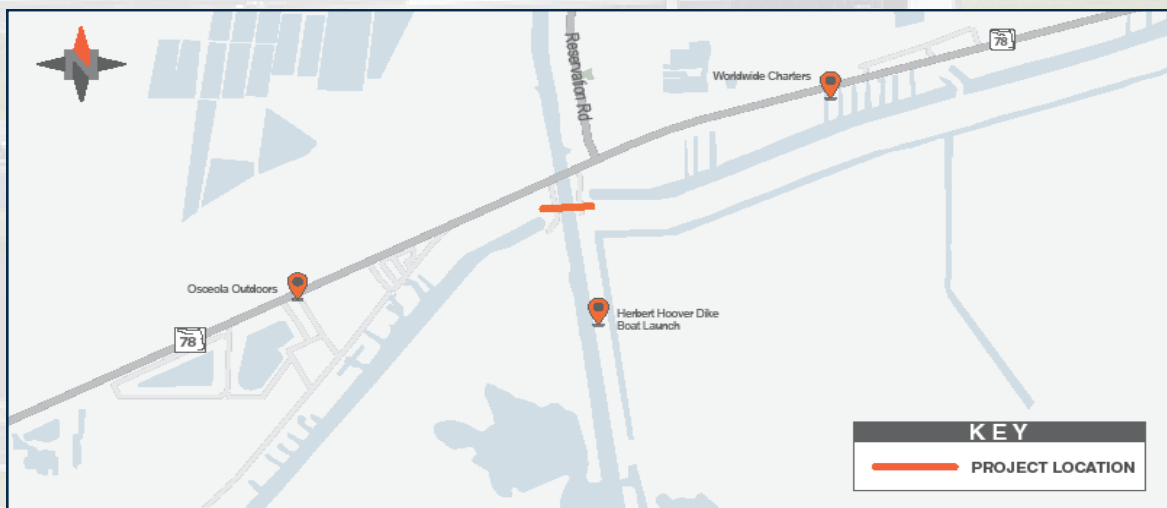 N
Reservation Rd
78
Worldwide Charters
Osceola Outdoors
78
Herbert Hoover Dike
Boat Launch
KEY
PROJECT LOCATION